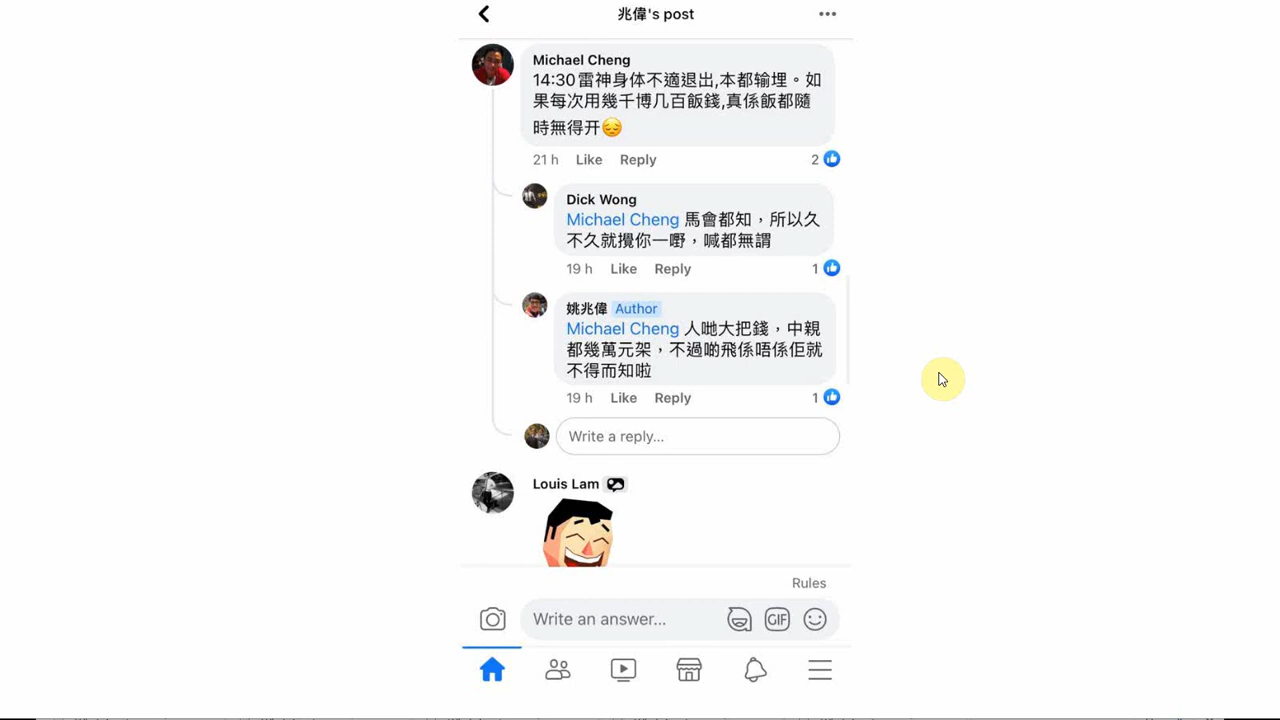 兆偉's post
Michael Cheng
14:30雷神身体不適退出,本都输埋。如
果每次用幾千博几百飯錢,真係飯都隨
時無得开😔
21 h Like Reply 2
Dick Wong
Michael Cheng 馬會都知，所以久
不久就攪你一嘢，喊都無謂
19 h Like Reply 1
姚兆偉 Author
Michael Cheng 人哋大把錢，中親
都幾萬元架，不過啲飛係唔係佢就
不得而知啦
19 h Like Reply 1
Write a reply...
Louis Lam
Rules
Write an answer...
GIF